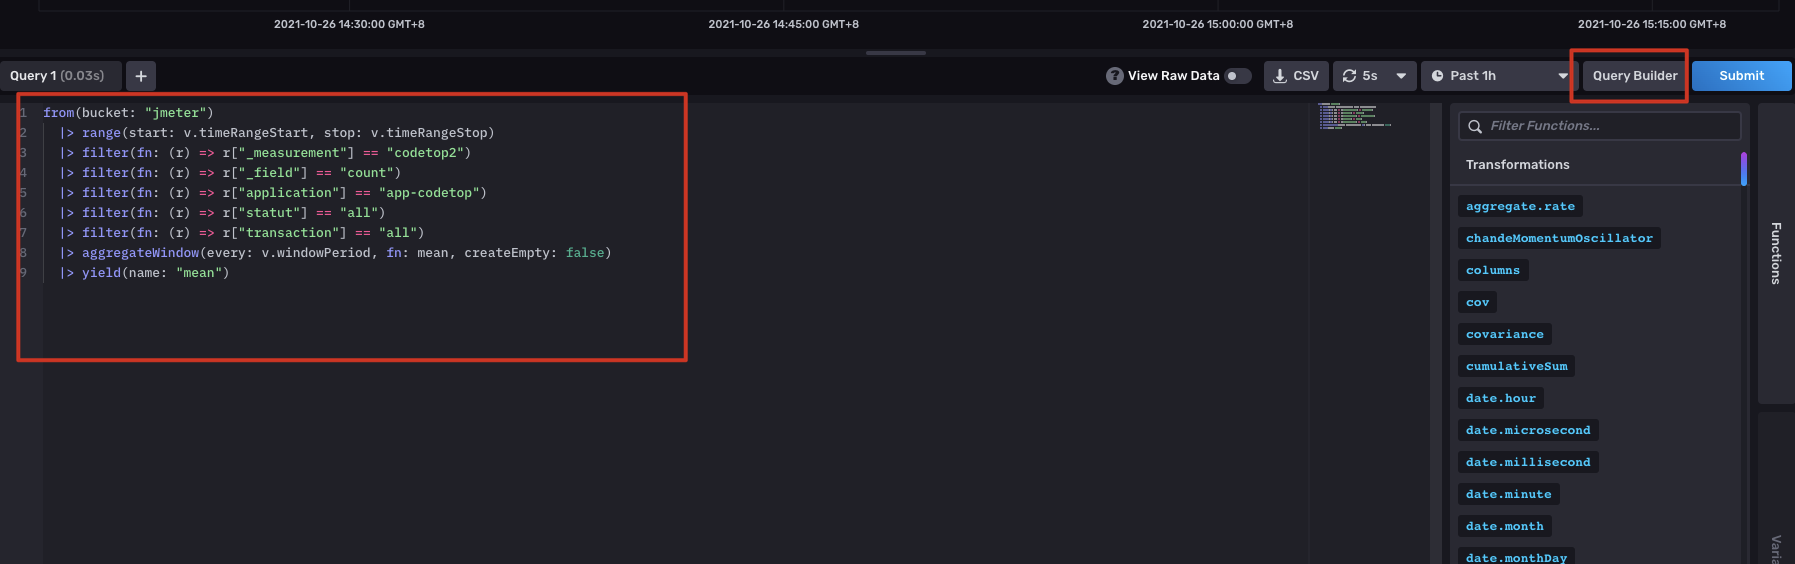 2021-10-26 14:30:00 GMT+8 2021-10-26 14:45:00 GMT+8 2021-10-26 15:00:00 GMT+8 2021-10-26 15:15:00 GMT+8
Query 1 (0.03s) + ? View Raw Data CSV 5s Past 1h Query Builder Submit
1 from(bucket: "jmeter")
2 |> range(start: v.timeRangeStart, stop: v.timeRangeStop)
3 |> filter(fn: (r) => r["_measurement"] == "codetop2")
4 |> filter(fn: (r) => r["_field"] == "count")
5 |> filter(fn: (r) => r["application"] == "app-codetop")
6 |> filter(fn: (r) => r["statut"] == "all")
7 |> filter(fn: (r) => r["transaction"] == "all")
8 |> aggregateWindow(every: v.windowPeriod, fn: mean, createEmpty: false)
9 |> yield(name: "mean")
Filter Functions...
Transformations
aggregate.rate
chandeMomentumOscillator
columns
cov
covariance
cumulativeSum
date.hour
date.microsecond
date.millisecond
date.minute
date.month
date.monthDay
Functions